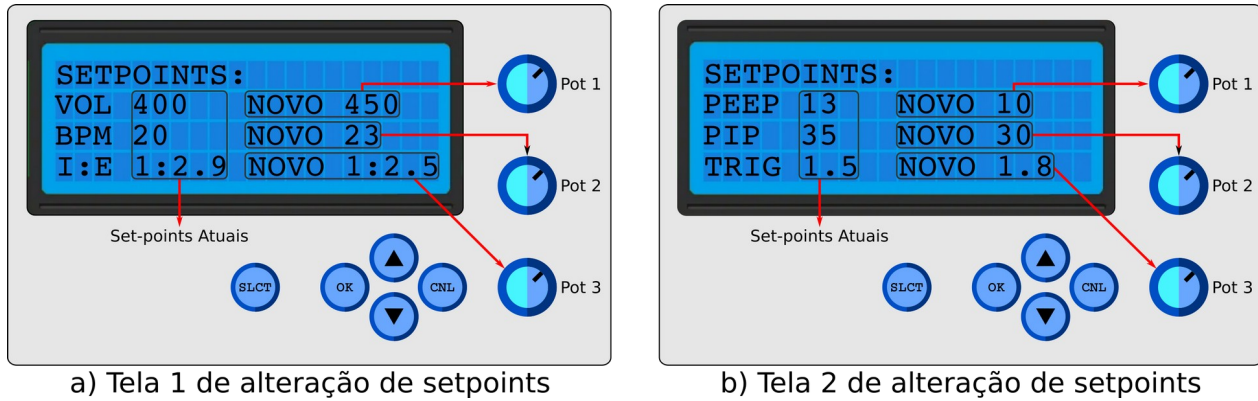 SETPOINTS:
VOL 400 NOVO 450
BPM 20 NOVO 23
I:E 1:2.9 NOVO 1:2.5
Pot 1
Pot 2
Pot 3
Set-points Atuais
SLCT
OK
CNL
a) Tela 1 de alteração de setpoints
SETPOINTS:
PEEP 13 NOVO 10
PIP 35 NOVO 30
TRIG 1.5 NOVO 1.8
Pot 1
Pot 2
Pot 3
Set-points Atuais
SLCT
OK
CNL
b) Tela 2 de alteração de setpoints